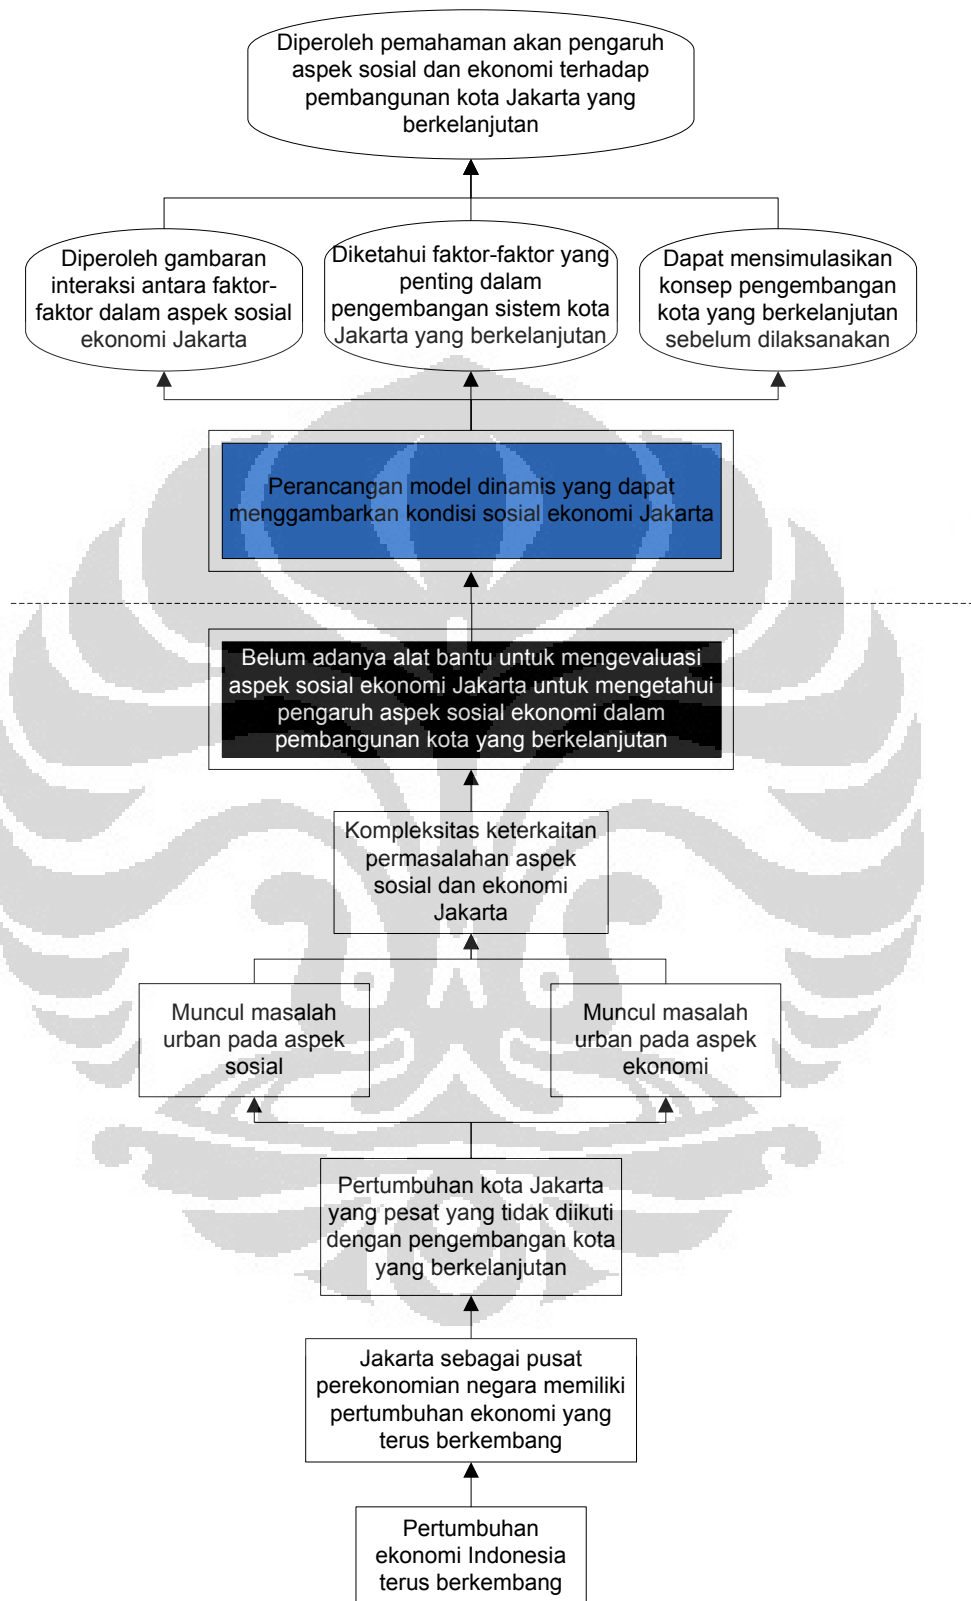 Diperoleh pemahaman akan pengaruh
aspek sosial dan ekonomi terhadap
pembangunan kota Jakarta yang
berkelanjutan
Diperoleh gambaran
interaksi antara faktor-
faktor dalam aspek sosial
ekonomi Jakarta
Diketahui faktor-faktor yang
penting dalam
pengembangan sistem kota
Jakarta yang berkelanjutan
Dapat mensimulasikan
konsep pengembangan
kota yang berkelanjutan
sebelum dilaksanakan
Perancangan model dinamis yang dapat
menggambarkan kondisi sosial ekonomi Jakarta
Belum adanya alat bantu untuk mengevaluasi
aspek sosial ekonomi Jakarta untuk mengetahui
pengaruh aspek sosial ekonomi dalam
pembangunan kota yang berkelanjutan
Kompleksitas keterkaitan
permasalahan aspek
sosial dan ekonomi
Jakarta
Muncul masalah
urban pada aspek
sosial
Muncul masalah
urban pada aspek
ekonomi
Pertumbuhan kota Jakarta
yang pesat yang tidak diikuti
dengan pengembangan kota
yang berkelanjutan
Jakarta sebagai pusat
perekonomian negara memiliki
pertumbuhan ekonomi yang
terus berkembang
Pertumbuhan
ekonomi Indonesia
terus berkembang